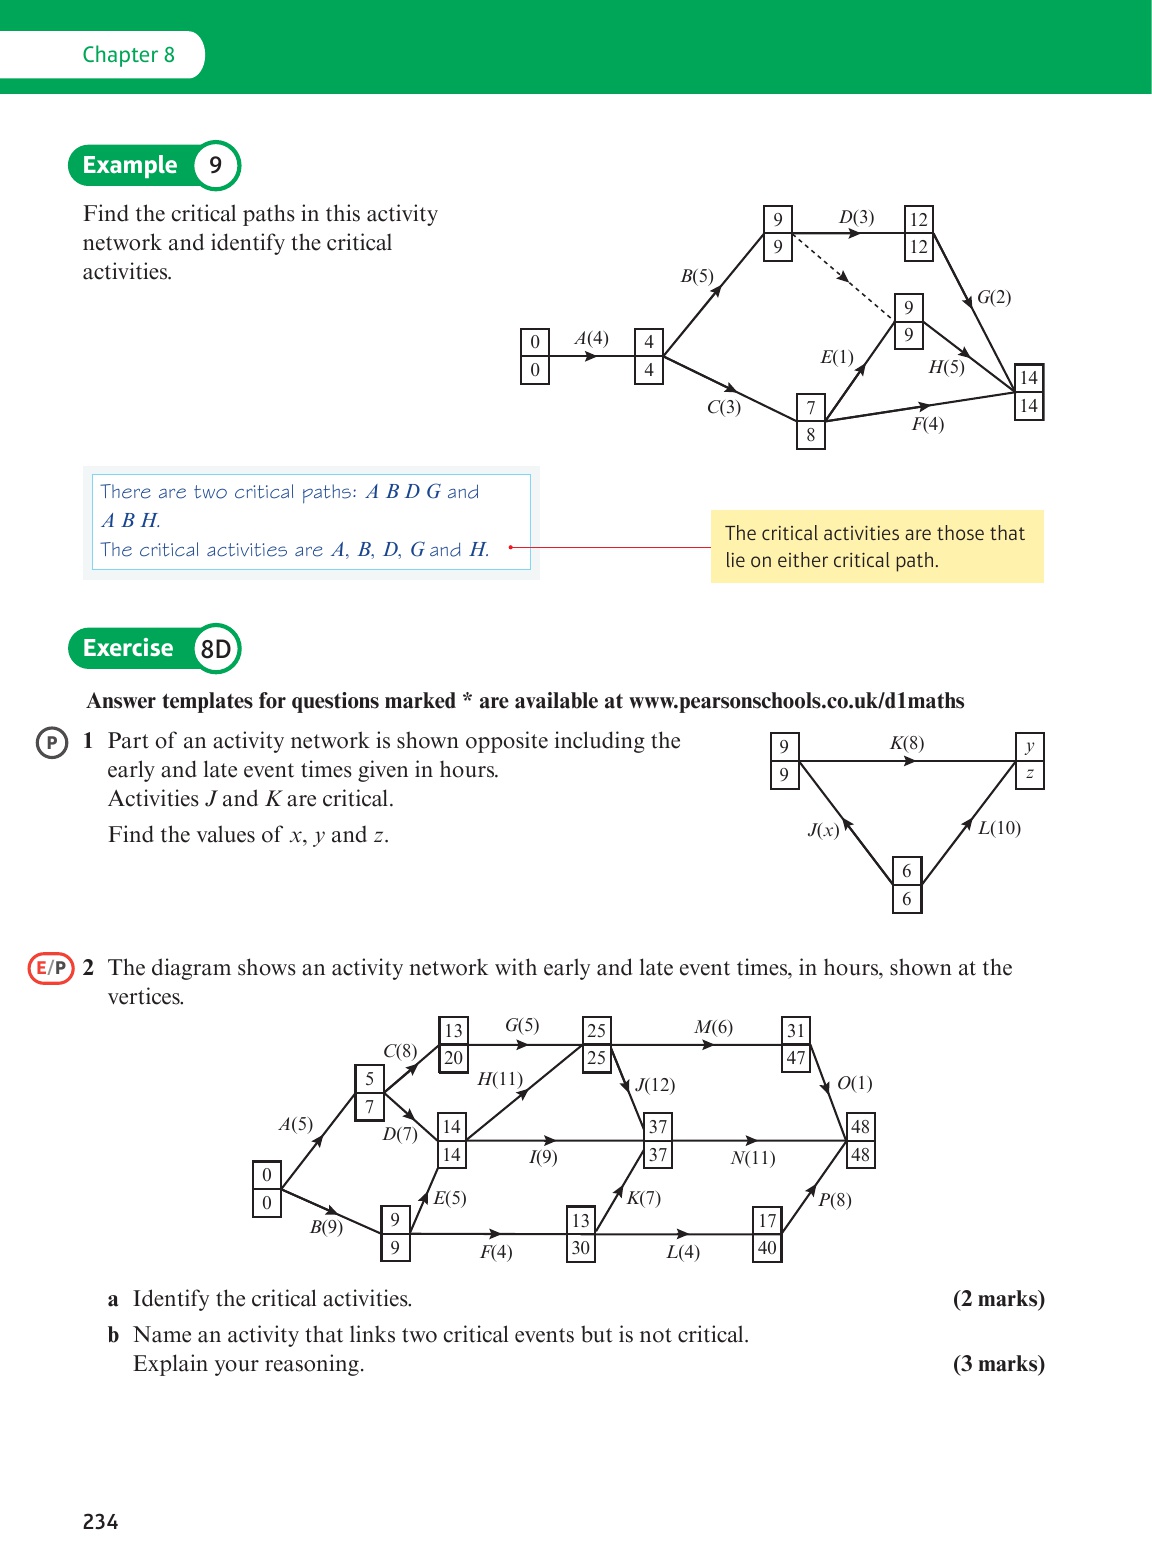 Chapter 8
Example 9
Find the critical paths in this activity
network and identify the critical
activities.
9
9
D(3)
12
12
B(5)
G(2)
9
9
0
0
A(4)
4
4
E(1)
H(5)
C(3)
7
8
F(4)
14
14
There are two critical paths: A B D G and
A B H.
The critical activities are A, B, D, G and H.
The critical activities are those that
lie on either critical path.
Exercise 8D
Answer templates for questions marked * are available at www.pearsonschools.co.uk/d1maths
P 1 Part of an activity network is shown opposite including the
early and late event times given in hours.
Activities J and K are critical.
Find the values of x, y and z.
9
9
K(8)
y
z
J(x)
L(10)
6
6
E/P 2 The diagram shows an activity network with early and late event times, in hours, shown at the
vertices.
13
20
G(5)
25
25
M(6)
31
47
C(8)
5
7
H(11)
J(12)
O(1)
A(5)
D(7)
14
14
I(9)
37
37
N(11)
48
48
0
0
B(9)
E(5)
K(7)
P(8)
9
9
F(4)
13
30
L(4)
17
40
a Identify the critical activities. (2 marks)
b Name an activity that links two critical events but is not critical.
Explain your reasoning. (3 marks)
234